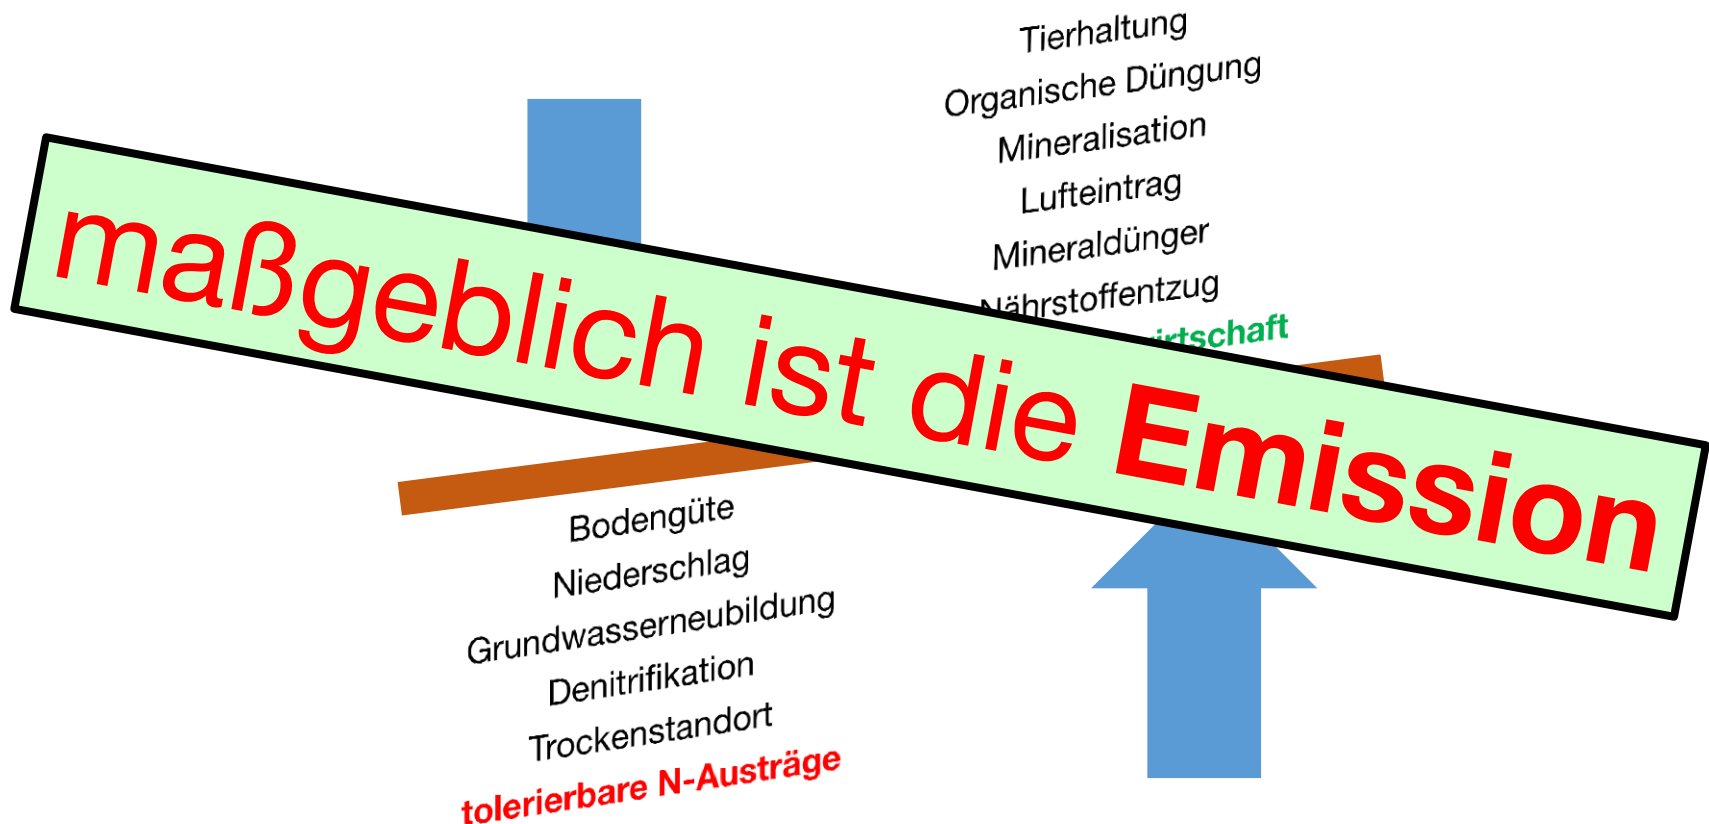 Tierhaltung
Organische Düngung
Mineralisation
Lufteintrag
Mineraldünger
Nährstoffentzug
maßgeblich ist die Emission
Bodengüte
Niederschlag
Grundwasserneubildung
Denitrifikation
Trockenstandort
tolerierbare N-Austräge